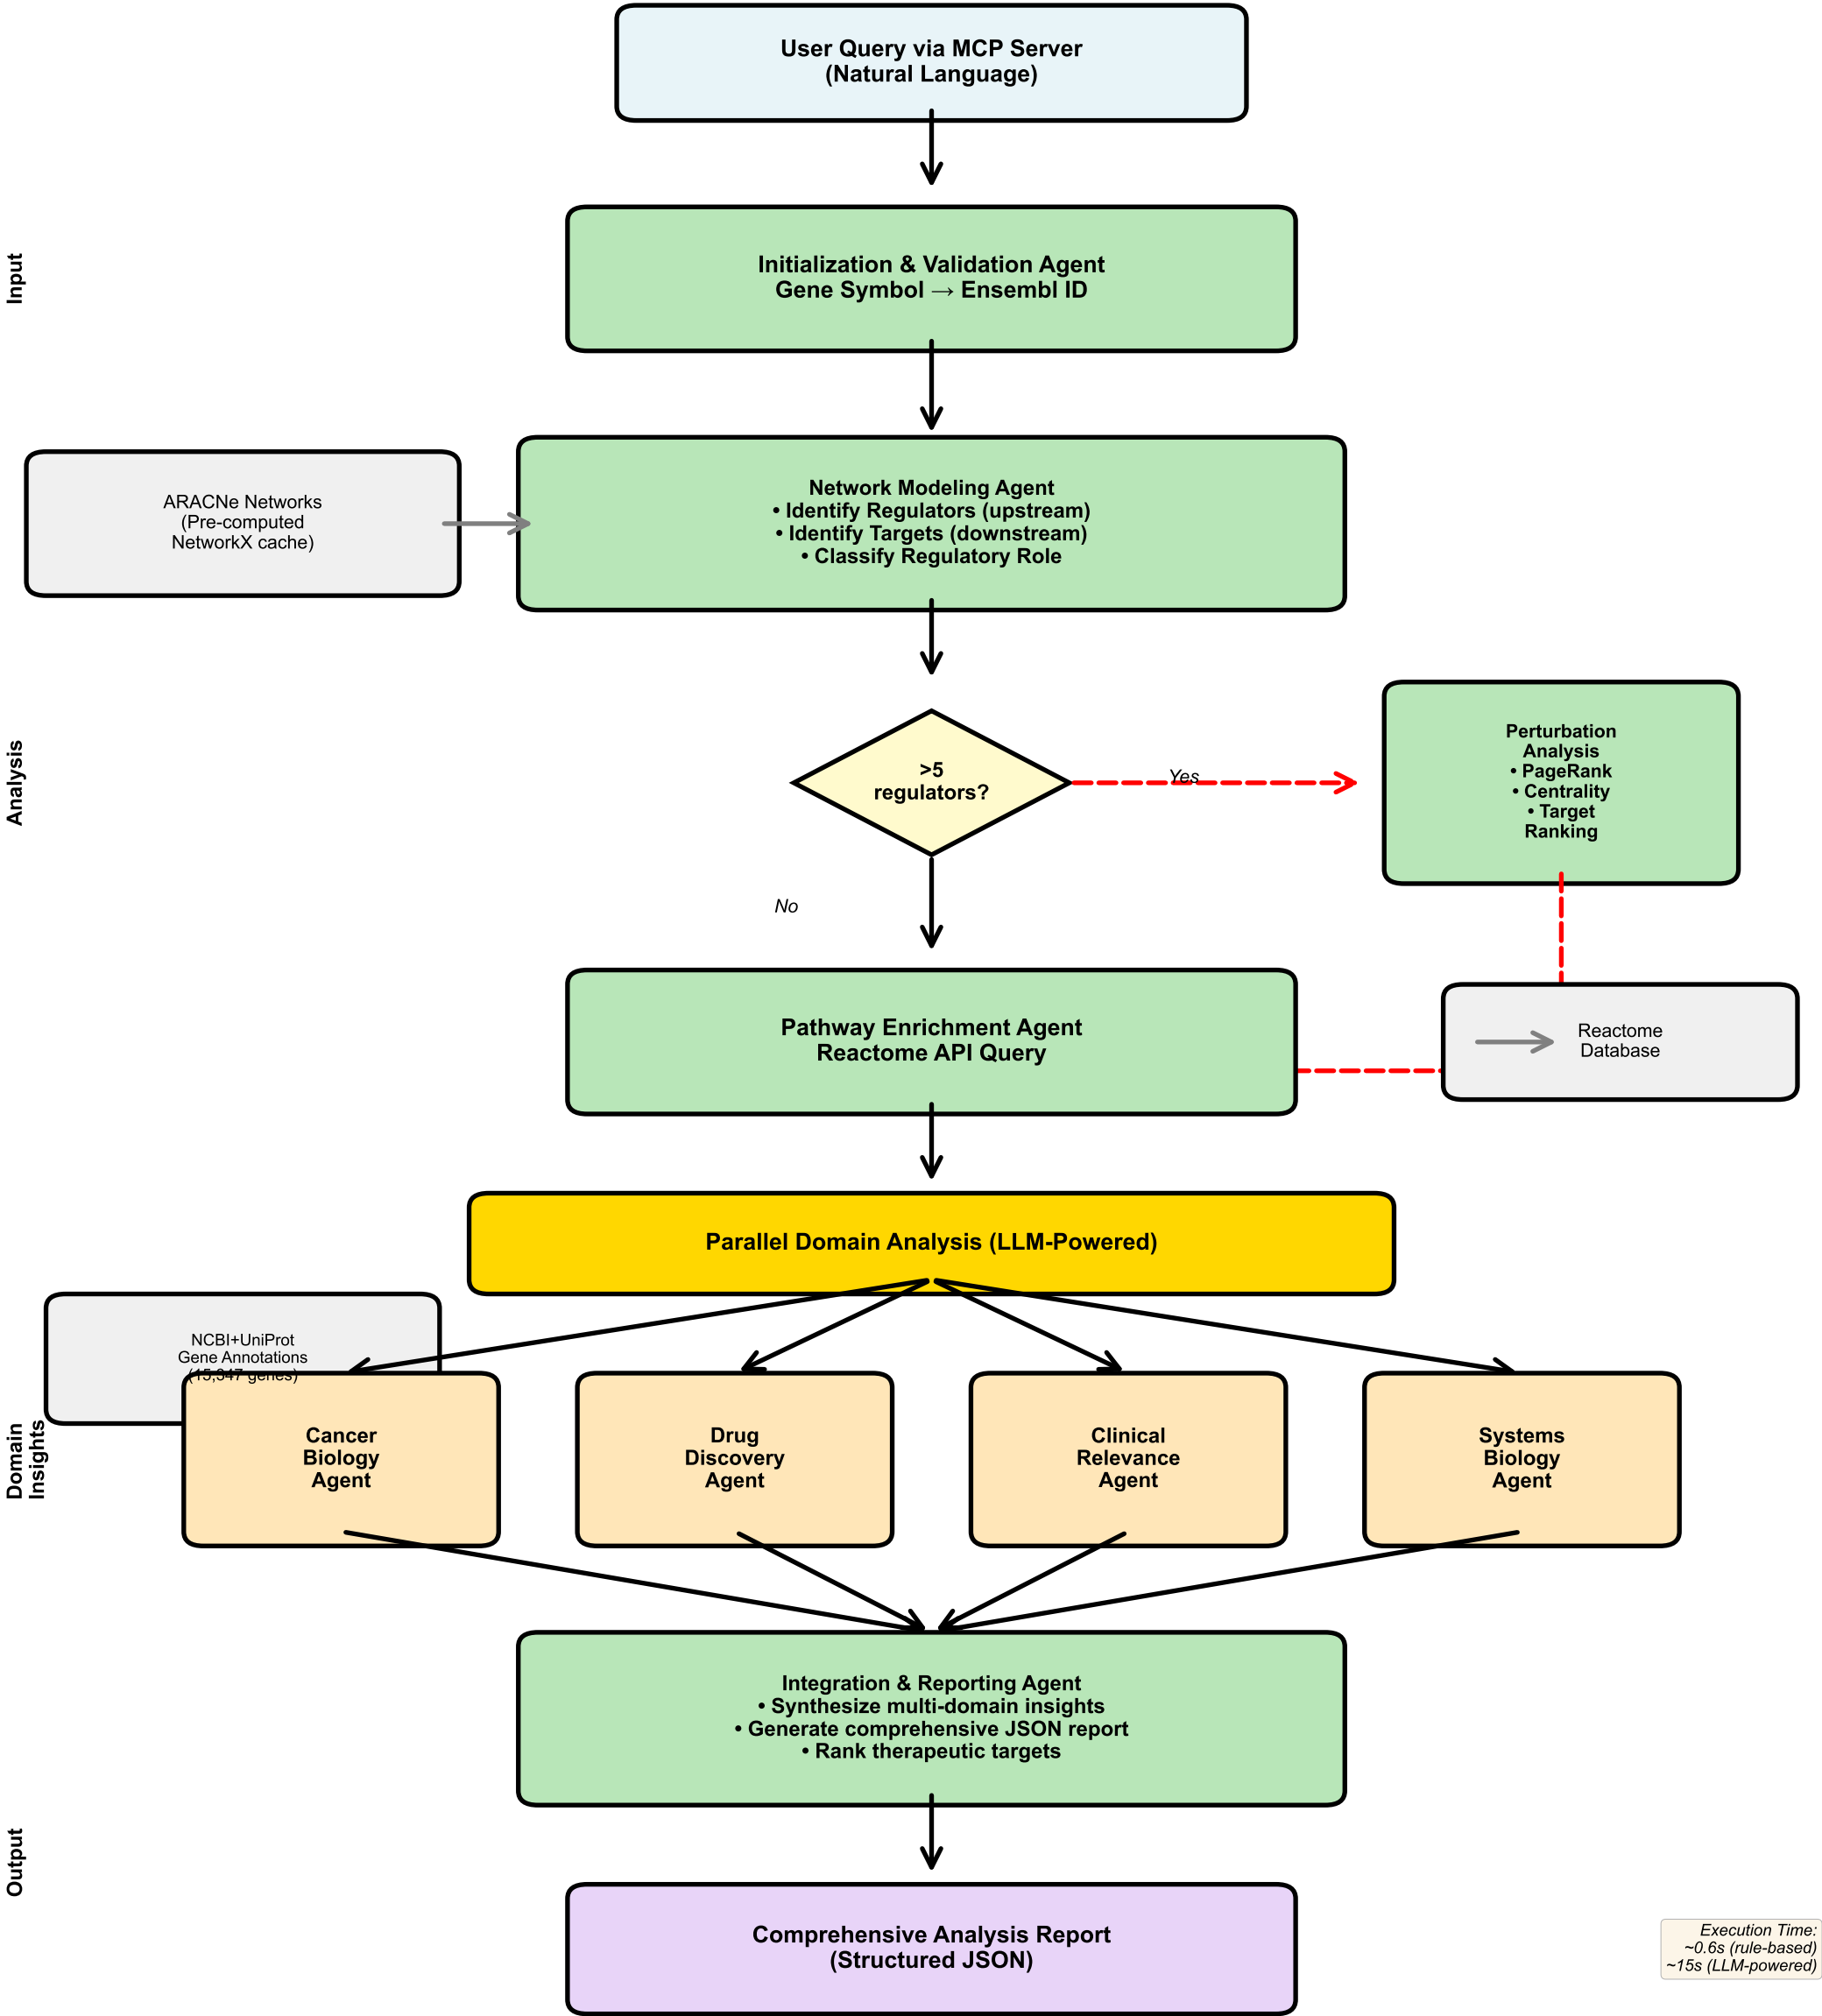 User Query via MCP Server
(Natural Language)
Input
Initialization & Validation Agent
Gene Symbol → Ensembl ID
ARACNe Networks
(Pre-computed
NetworkX cache)
Network Modeling Agent
• Identify Regulators (upstream)
• Identify Targets (downstream)
• Classify Regulatory Role
Analysis
>5
regulators?
Yes
Perturbation
Analysis
• PageRank
• Centrality
• Target
Ranking
No
Pathway Enrichment Agent
Reactome API Query
Reactome
Database
Parallel Domain Analysis (LLM-Powered)
NCBI+UniProt
Gene Annotations
(15,347 genes)
Domain
Insights
Cancer
Biology
Agent
Drug
Discovery
Agent
Clinical
Relevance
Agent
Systems
Biology
Agent
Integration & Reporting Agent
• Synthesize multi-domain insights
• Generate comprehensive JSON report
• Rank therapeutic targets
Output
Comprehensive Analysis Report
(Structured JSON)
Execution Time:
~0.6s (rule-based)
~15s (LLM-powered)